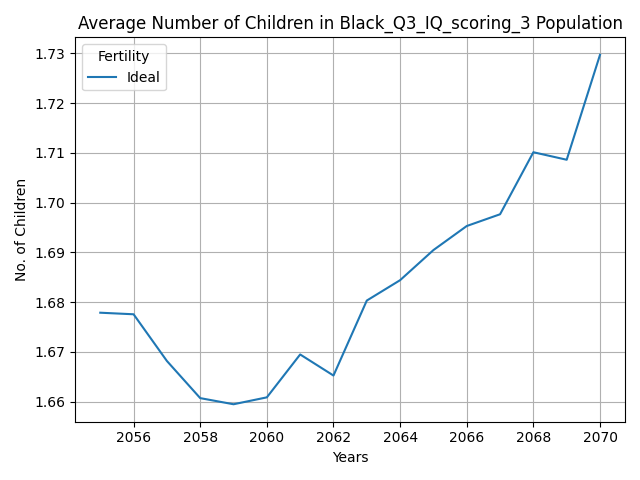 Average Number of Children in Black_Q3_IQ_scoring_3 Population
Fertility
Ideal
No. of Children
1.73
1.72
1.71
1.70
1.69
1.68
1.67
1.66
2056 2058 2060 2062 2064 2066 2068 2070
Years